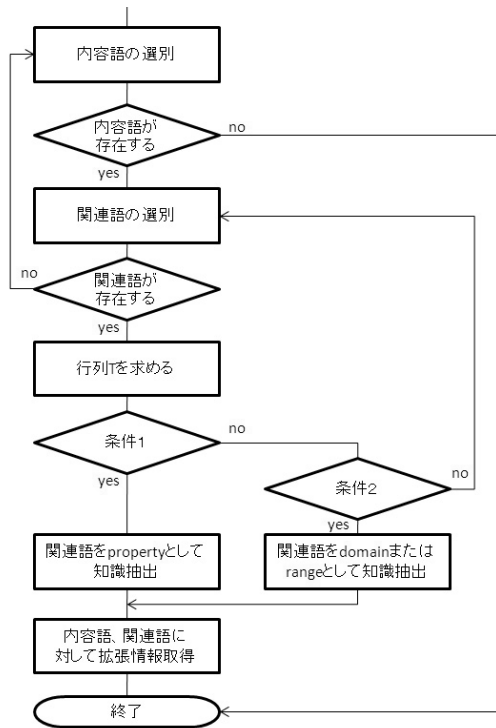 内容語の選別
内容語が
存在する
no
yes
関連語の選別
no
関連語が
存在する
yes
行列Tを求める
条件1
no
yes
条件2
no
yes
関連語をpropertyとして
知識抽出
関連語をdomainまたは
rangeとして知識抽出
内容語、関連語に
対して拡張情報取得
終了